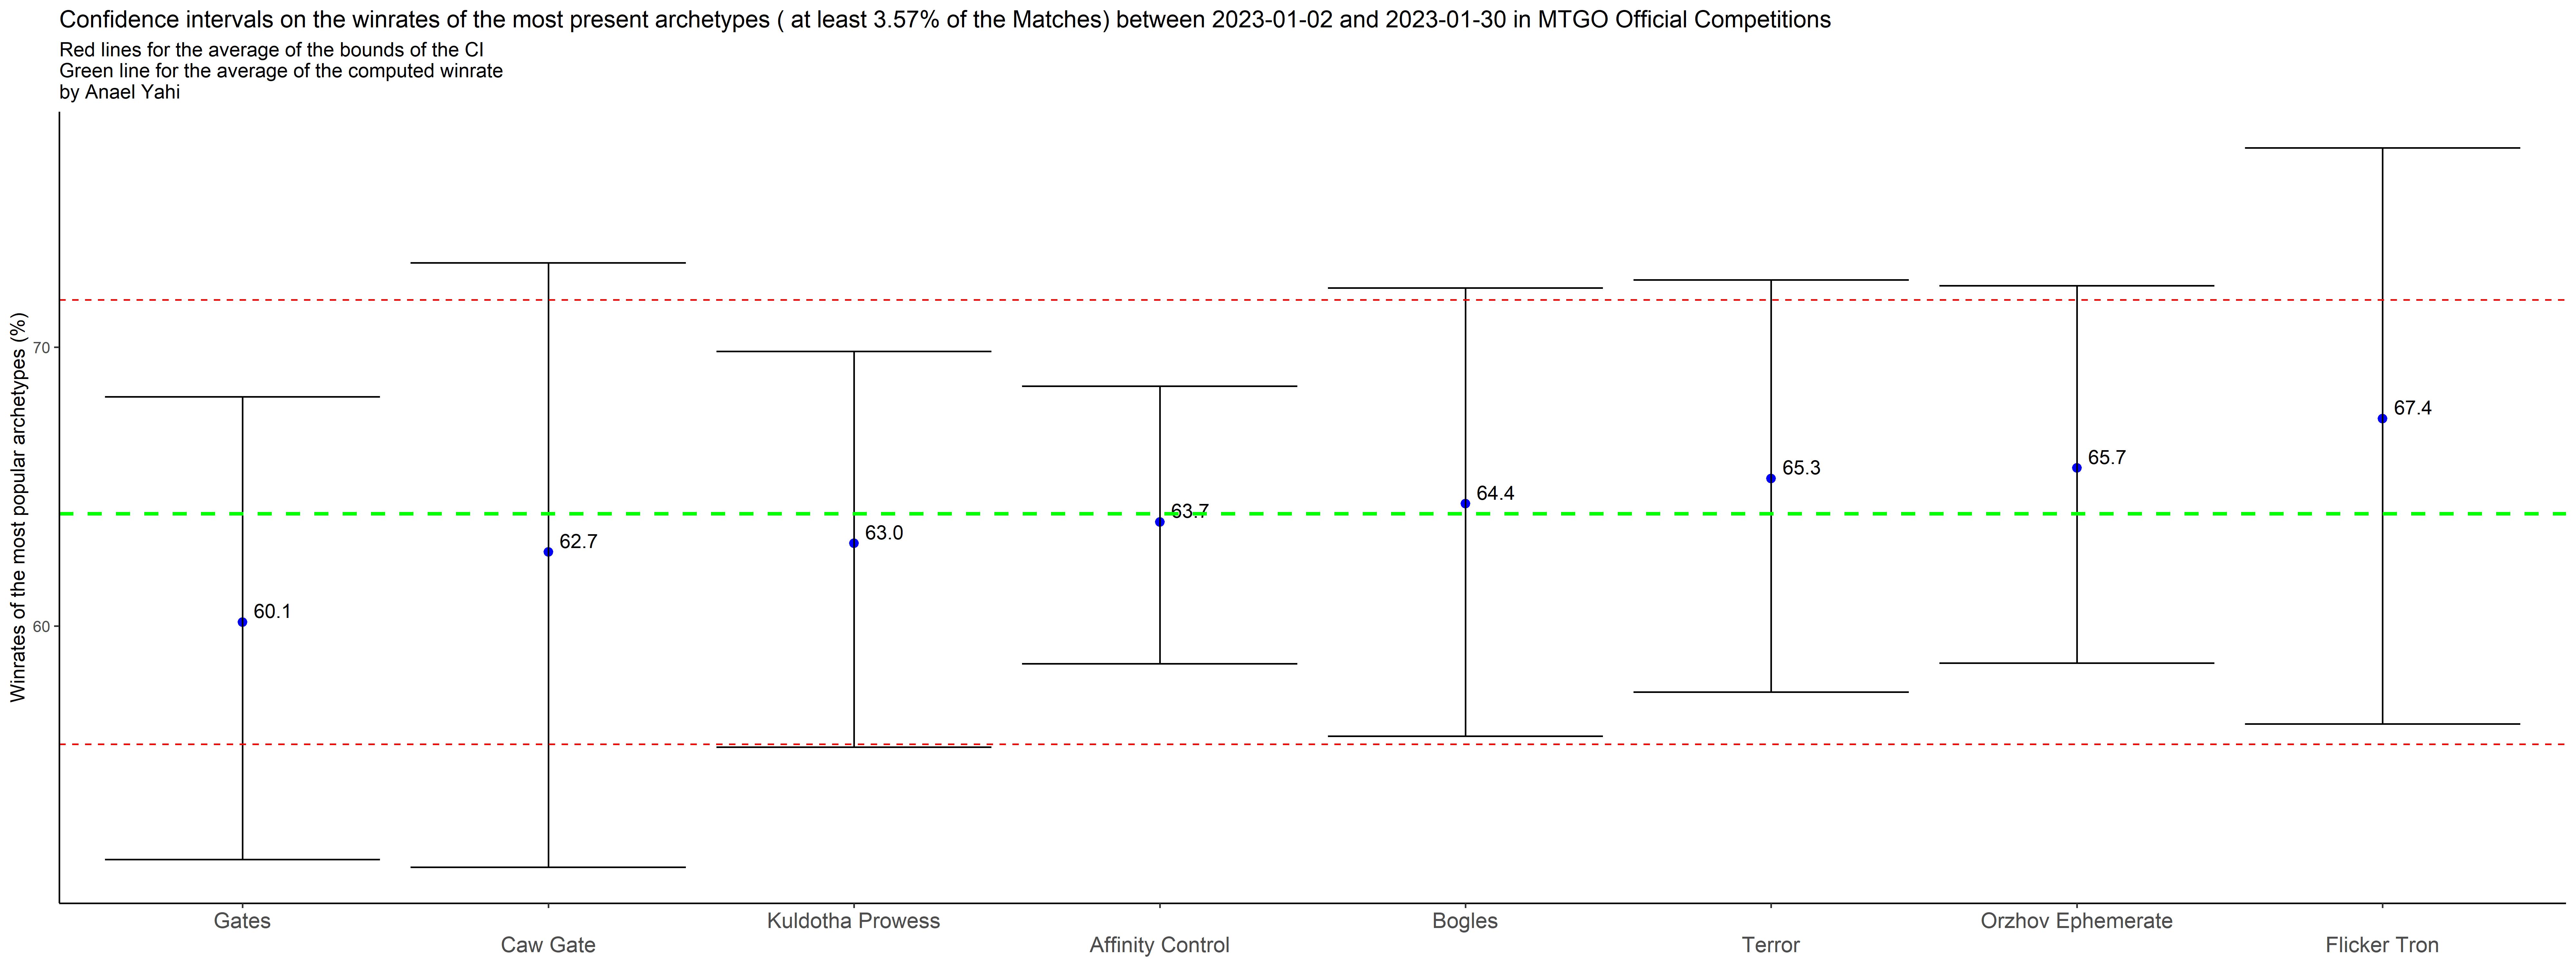 Confidence intervals on the winrates of the most present archetypes ( at least 3.57% of the Matches) between 2023-01-02 and 2023-01-30 in MTGO Official Competitions
Red lines for the average of the bounds of the CI
Green line for the average of the computed winrate
by Anael Yahi
Winrates of the most popular archetypes (%)
70
60
60.1
62.7
63.0
63.7
64.4
65.3
65.7
67.4
Gates
Caw Gate
Kuldotha Prowess
Affinity Control
Bogles
Terror
Orzhov Ephemerate
Flicker Tron